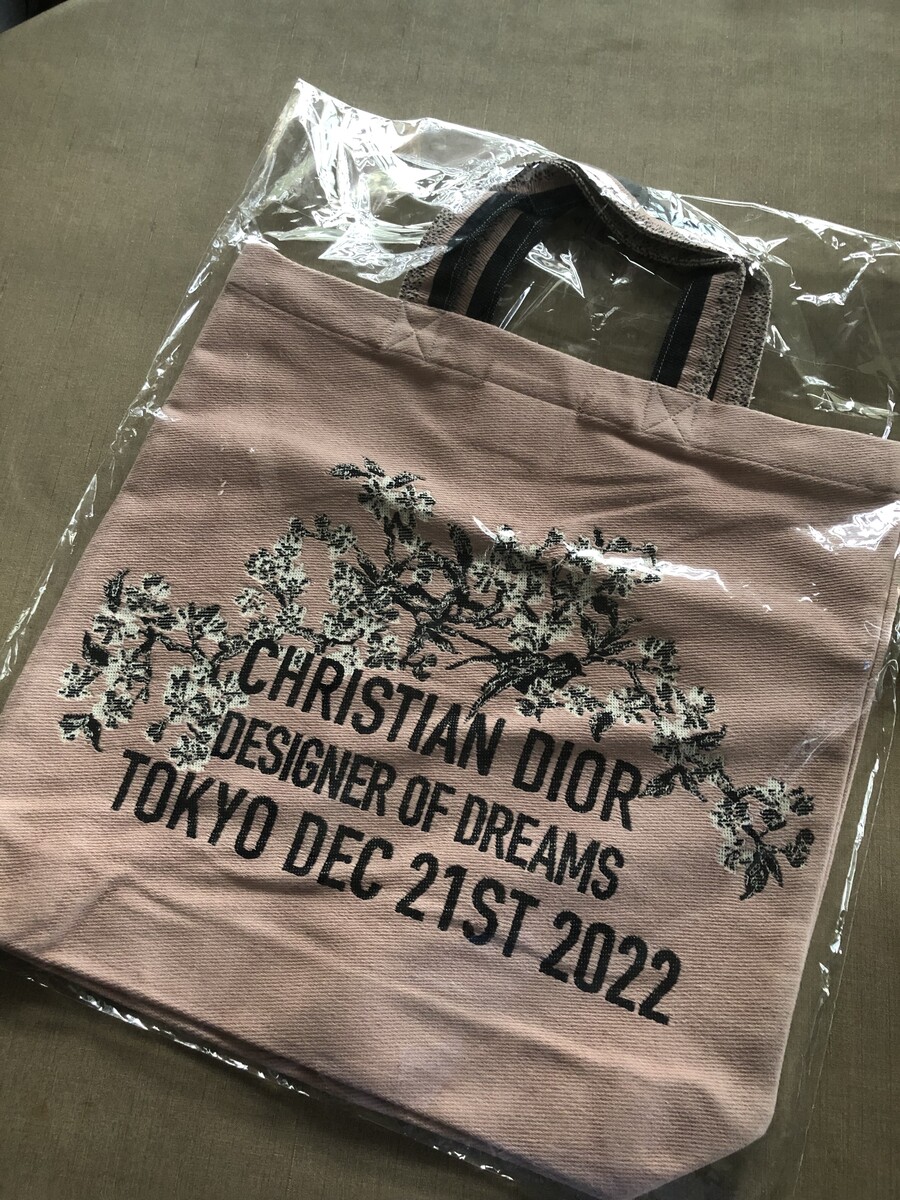 CHRISTIAN DIOR
DESIGNER OF DREAMS
TOKYO DEC 21ST 2022